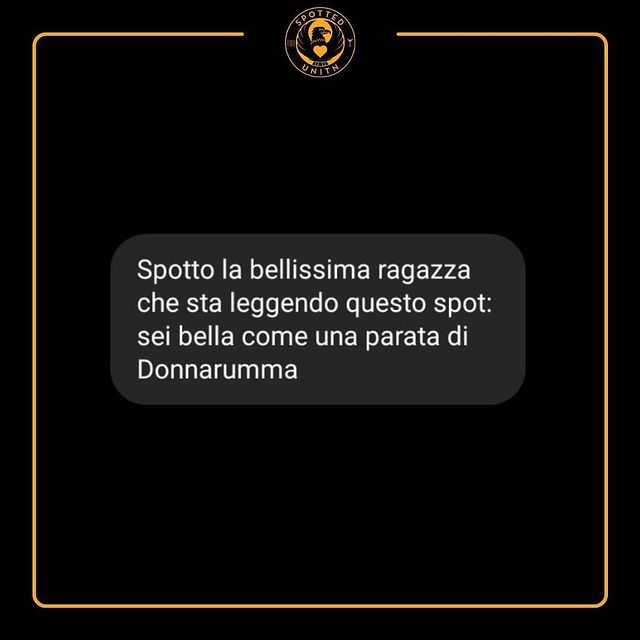 SPOTTED
UNITN
Spotto la bellissima ragazza
che sta leggendo questo spot:
sei bella come una parata di
Donnarumma